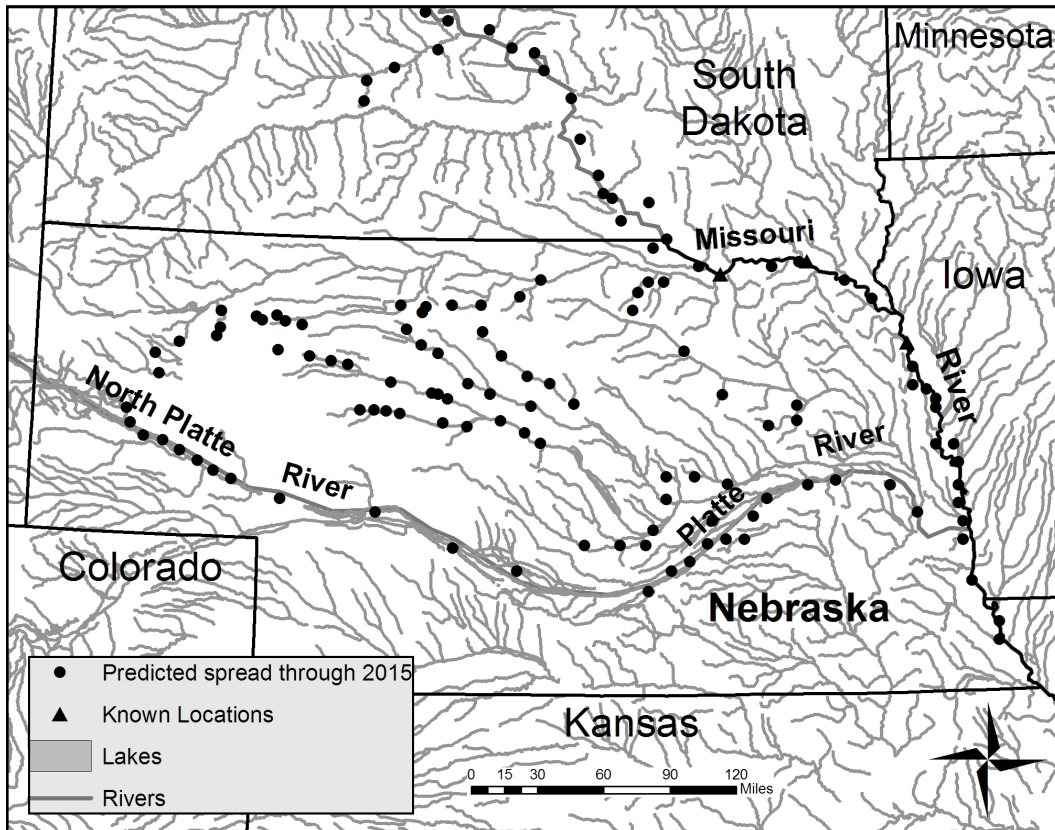 Minnesota
South
Dakota
Missouri
Iowa
River
North Platte
River
River
Platte
Colorado
Nebraska
Predicted spread through 2015
Known Locations
Lakes
Rivers
Kansas
0 15 30 60 90 120
Miles